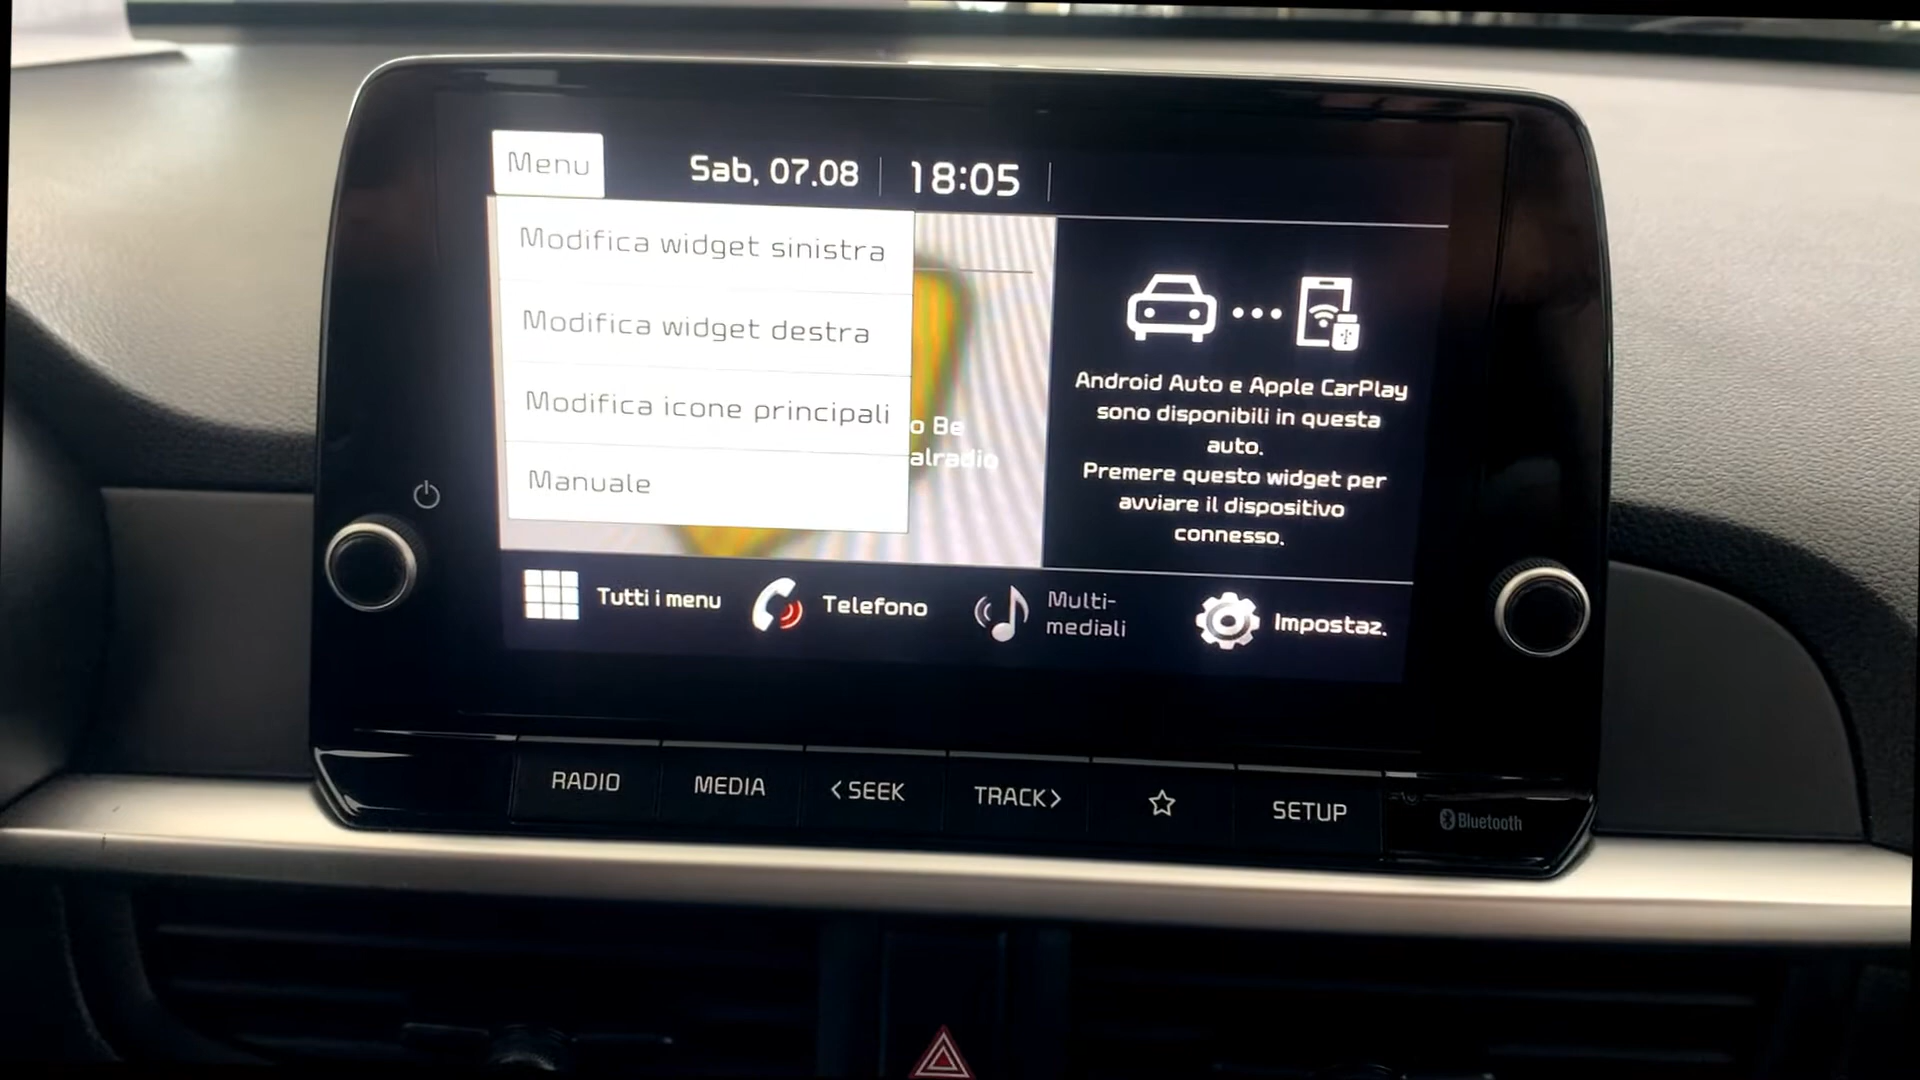 Menu
Sab, 07.08
18:05
Modifica widget sinistra
Modifica widget destra
Modifica icone principali
Manuale
o Be
alradio
Android Auto e Apple CarPlay
sono disponibili in questa
auto.
Premere questo widget per
avviare il dispositivo
connesso.
Tutti i menu
Telefono
Multi-
mediali
Impostaz.
RADIO
MEDIA
<SEEK
TRACK>
SETUP
Bluetooth